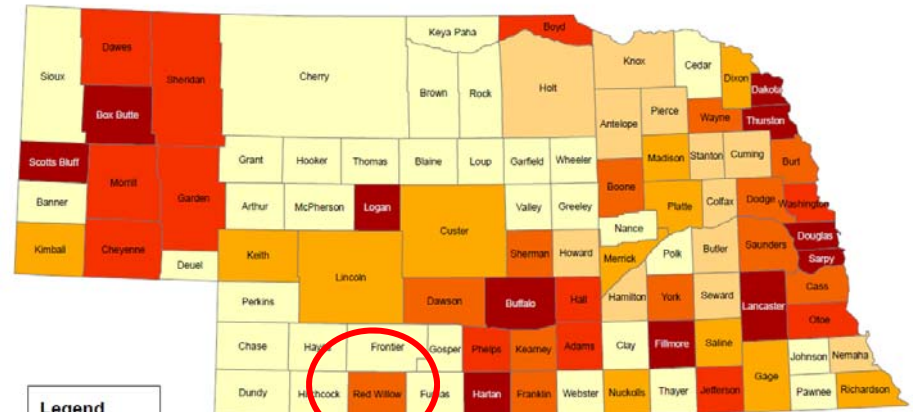 Keya Paha Boyd
Dawes Sheridan Cherry Knox Cedar Dixon
Sioux Brown Rock Holt Dakota
Box Butte Antelope Pierce Wayne Thurston
Scotts Bluff Grant Hooker Thomas Blaine Loup Garfield Wheeler Madison Stanton Cuming Burt
Morrill Garden Boone
Banner Arthur McPherson Logan Valley Greeley Platte Colfax Dodge Washington
Custer Nance
Kimball Cheyenne Keith Sherman Howard Merrick Polk Butler Saunders Douglas
Deuel Lincoln Sarpy
Perkins Dawson Buffalo Hall Hamilton York Seward Lancaster Cass
Otoe
Chase Hayes Frontier Gosper Phelps Kearney Adams Clay Fillmore Saline Johnson Nemaha
Dundy Hitchcock Red Willow Furnas Harlan Franklin Webster Nuckolls Thayer Jefferson Gage Pawnee Richardson
Legend